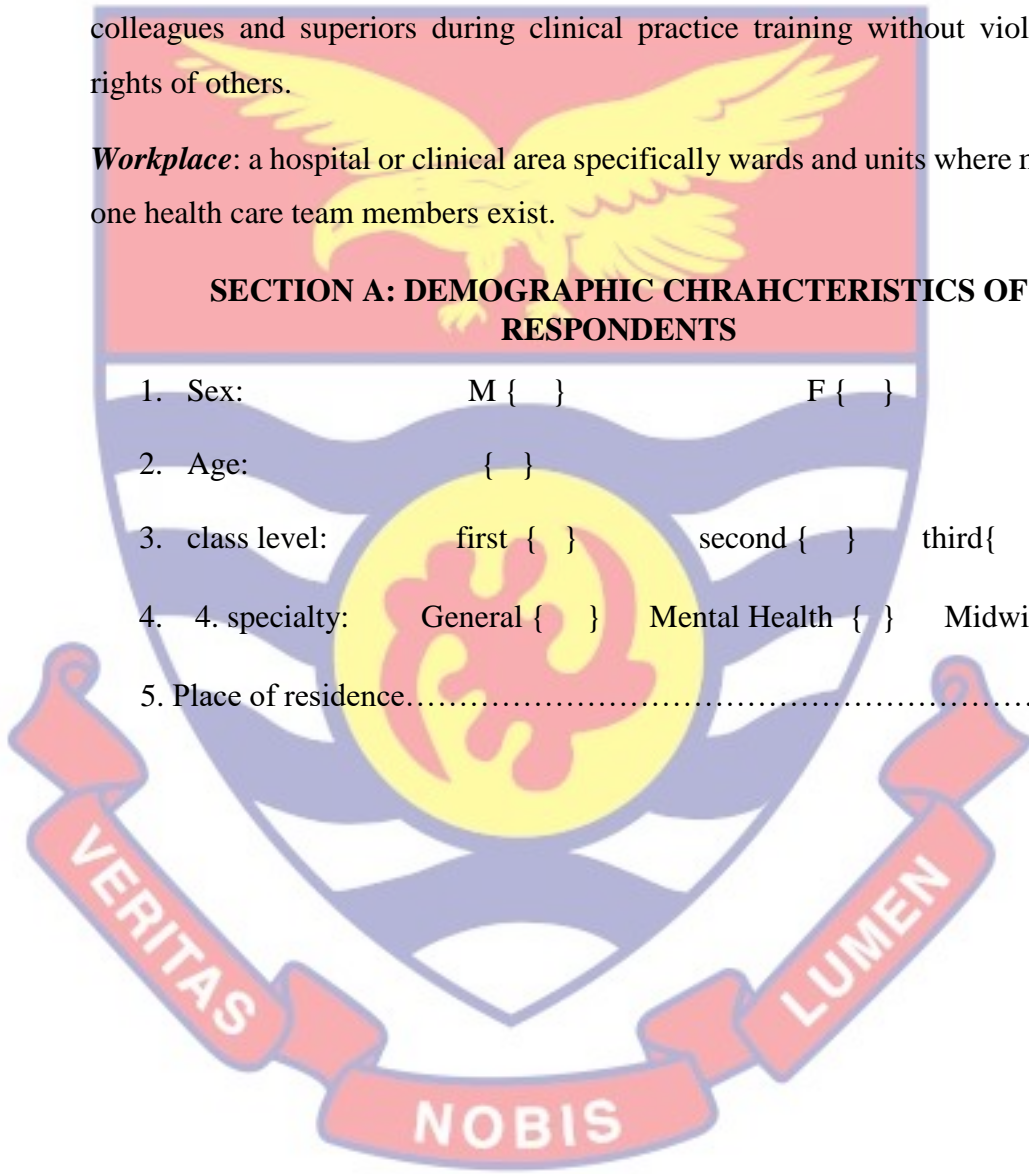 colleagues and superiors during clinical practice training without
rights of others.
Workplace: a hospital or clinical area specifically wards and units where
one health care team members exist.
SECTION A: DEMOGRAPHIC CHRAHCTERISTICS OF
RESPONDENTS
1. Sex: M { } F { }
2. Age: { }
3. class level: first { } second { } third{
4. 4. specialty: General { } Mental Health { }
5. Place of residence……………………………………………………
VERITAS
NOBIS
LUMEN